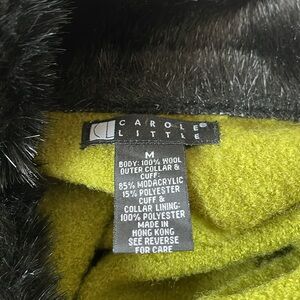 CL CAROLE
LITTLE
M
BODY: 100% WOOL
OUTER COLLAR &
CUFF:
85% MODACRYLIC
15% POLYESTER
CUFF &
COLLAR LINING:
100% POLYESTER
MADE IN
HONG KONG
SEE REVERSE
FOR CARE